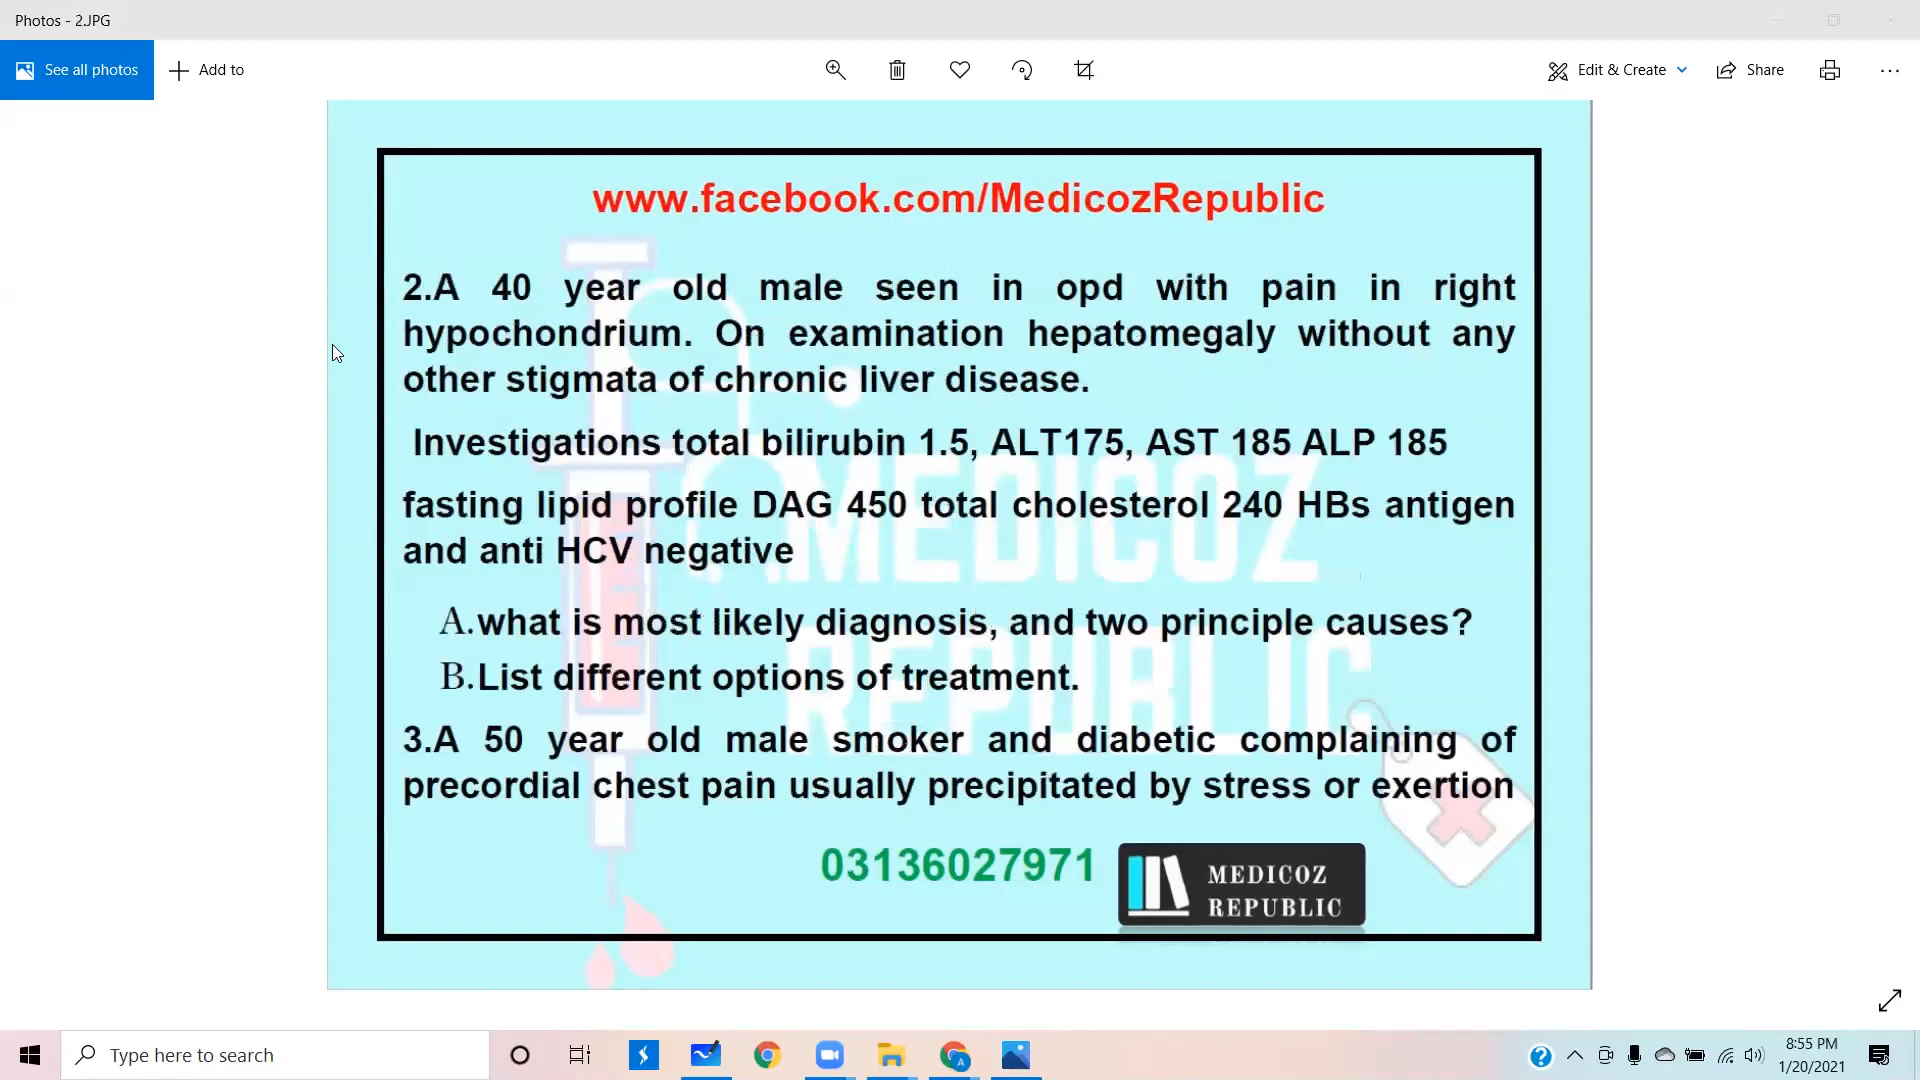 Photos - 2.JPG
See all photos
Add to
Edit & Create
Share
www.facebook.com/MedicozRepublic
2.A 40 year old male seen in opd with pain in right
hypochondrium. On examination hepatomegaly without any
other stigmata of chronic liver disease.
Investigations total bilirubin 1.5, ALT175, AST 185 ALP 185
fasting lipid profile DAG 450 total cholesterol 240 HBs antigen
and anti HCV negative
A.what is most likely diagnosis, and two principle causes?
B.List different options of treatment.
3.A 50 year old male smoker and diabetic complaining of
precordial chest pain usually precipitated by stress or exertion
MEDICOZ
REPUBLIC
03136027971
MEDICOZ
REPUBLIC
Type here to search
A
8:55 PM
1/20/2021